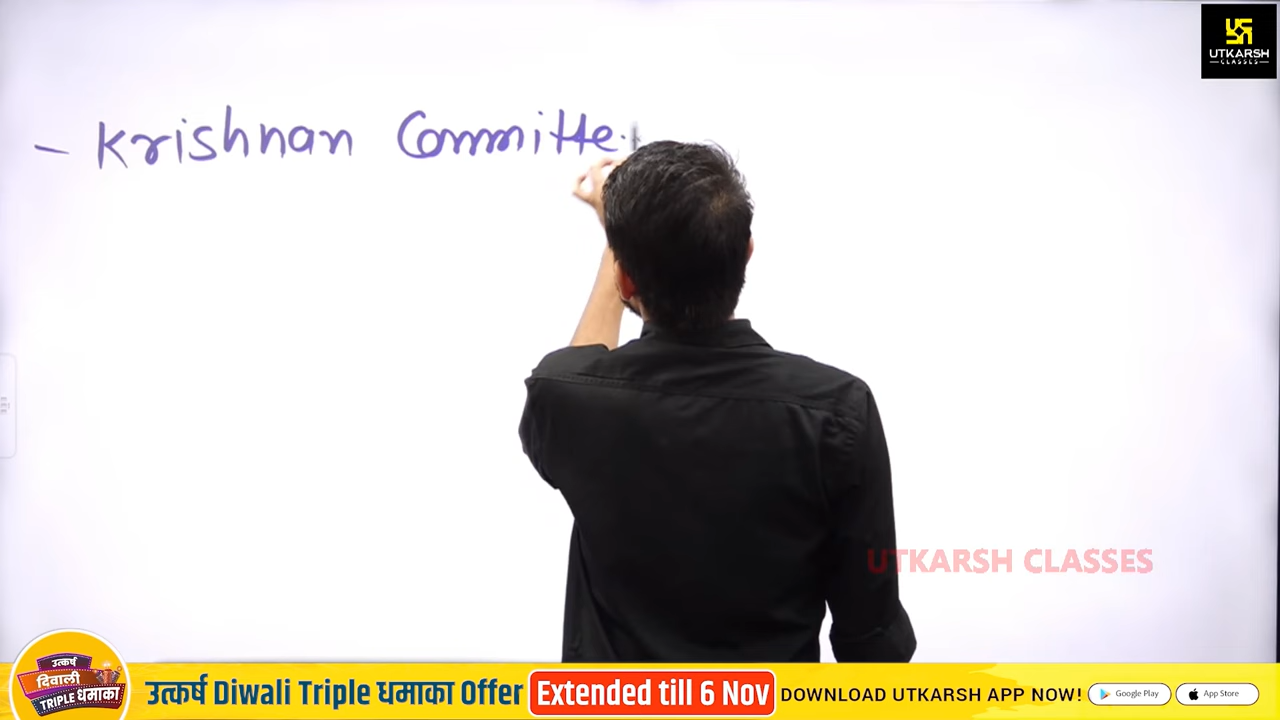 UTKARSH
CLASSES
- Krishnan Committe
UTKARSH CLASSES
उत्कर्ष
दिवाली
TRIPLE धमाका
उत्कर्ष Diwali Triple धमाका Offer
Extended till 6 Nov
DOWNLOAD UTKARSH APP NOW!
Google Play
App Store